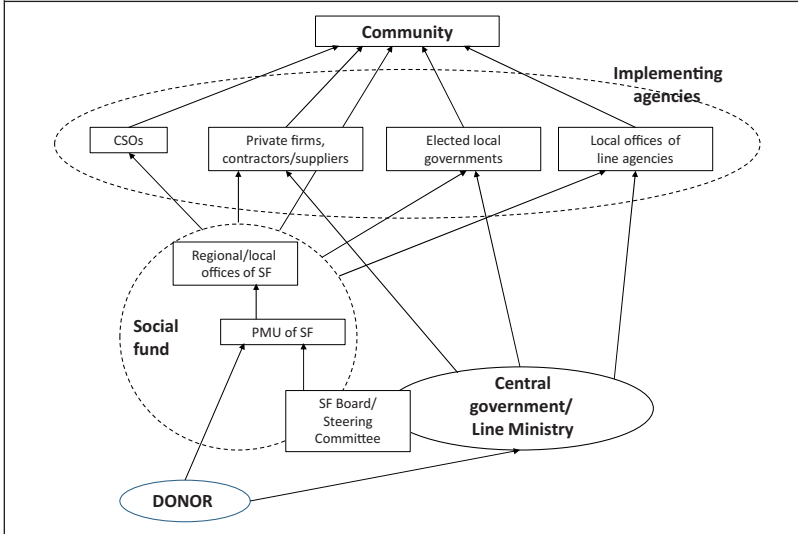 Community
Implementing
agencies
CSOs
Private firms,
contractors/suppliers
Elected local
governments
Local offices of
line agencies
Regional/local
offices of SF
Social
fund
PMU of SF
SF Board/
Steering
Committee
Central
government/
Line Ministry
DONOR